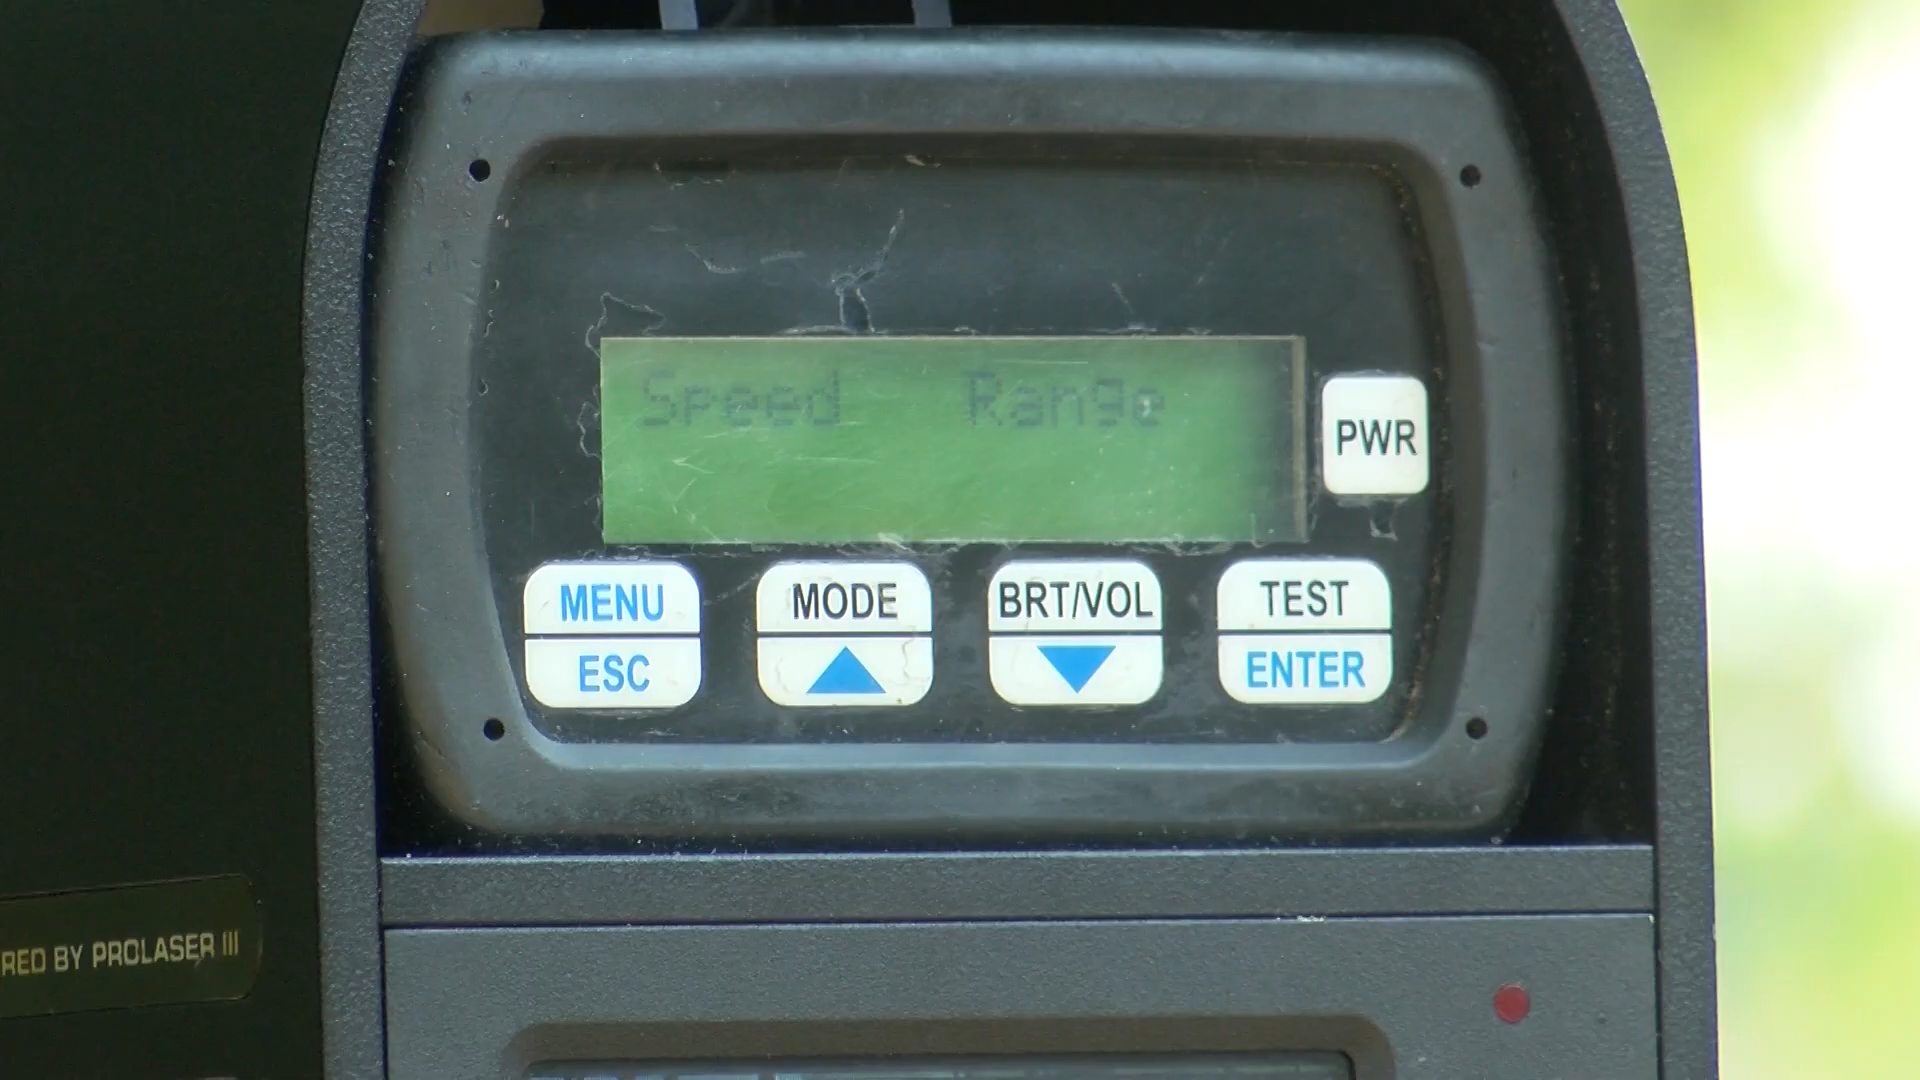 Speed Range
PWR
MENU MODE BRT/VOL TEST
ESC ENTER
RED BY PROLASER III